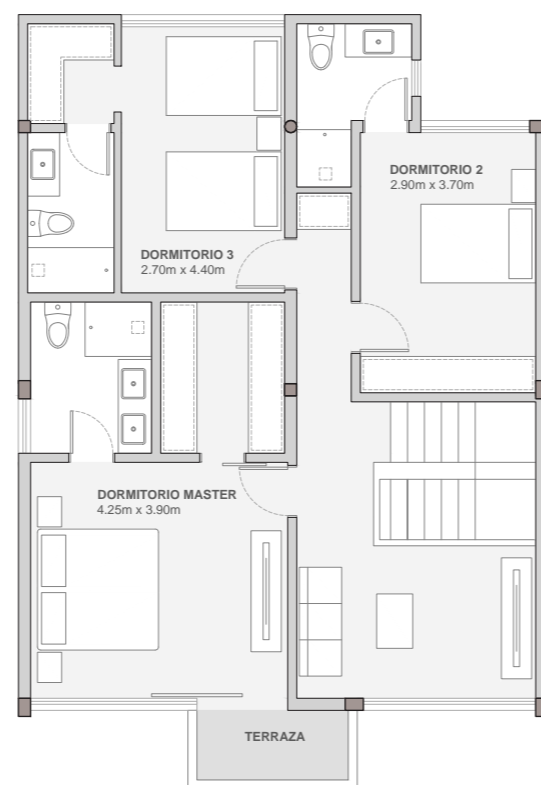 DORMITORIO 2
2.90m x 3.70m
DORMITORIO 3
2.70m x 4.40m
DORMITORIO MASTER
4.25m x 3.90m
TERRAZA